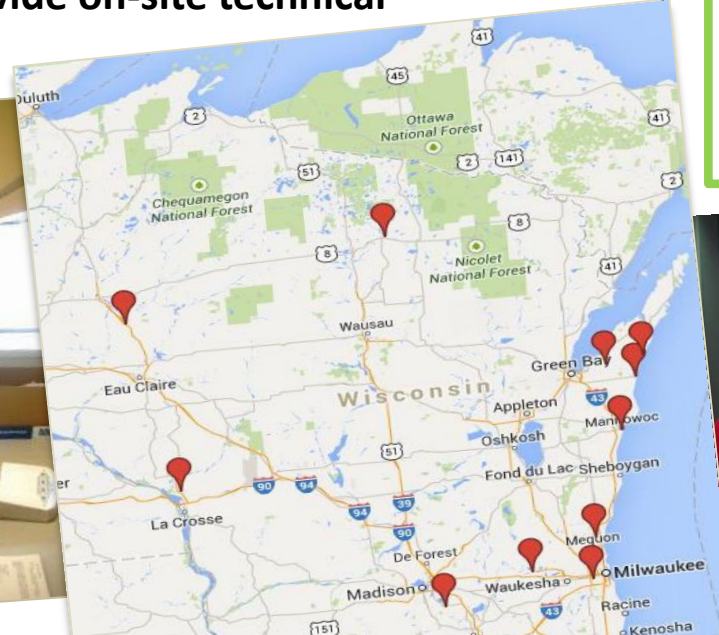 vide on-site technical
Duluth
2
45
41
Ottawa
National Forest
41
51
2
141
2
Chequamegon
National Forest
8
8
Nicolet
National Forest
41
Wausau
Eau Claire
Wisconsin
Green Bay
43
Appleton
Oshkosh
51
Fond du Lac
Sheboygan
90
94
94
39
90
er
La Crosse
De Forest
Mequon
Madison
Waukesha
Milwaukee
43
Racine
151
Kenosha